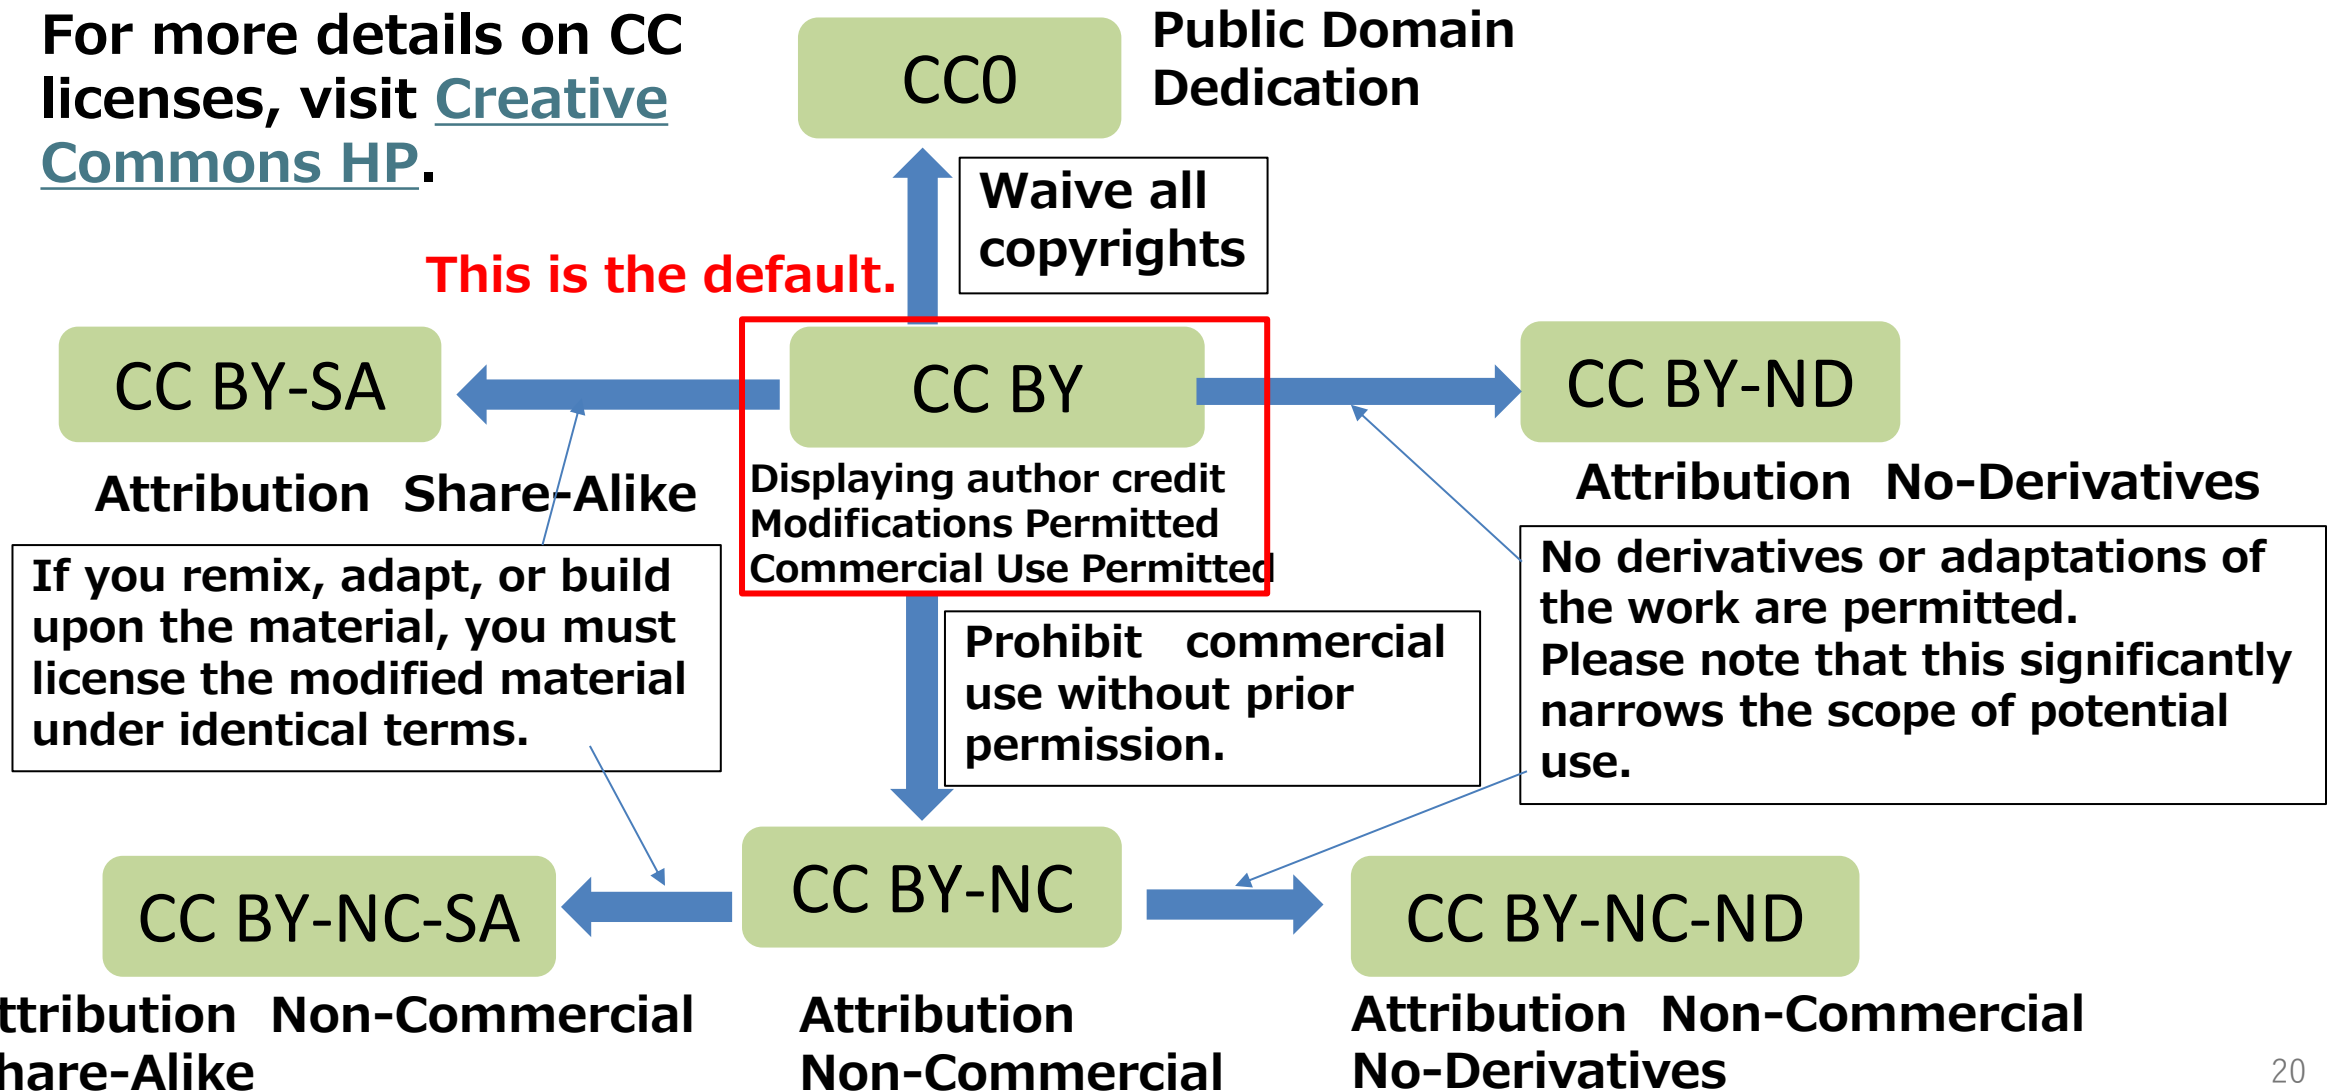 For more details on CC
licenses, visit Creative
Commons HP.
CC0
Public Domain
Dedication
Waive all
copyrights
This is the default.
CC BY-SA
CC BY
CC BY-ND
Attribution Share-Alike
Displaying author credit
Modifications Permitted
Commercial Use Permitted
Attribution No-Derivatives
If you remix, adapt, or build
upon the material, you must
license the modified material
under identical terms.
Prohibit commercial
use without prior
permission.
No derivatives or adaptations of
the work are permitted.
Please note that this significantly
narrows the scope of potential
use.
CC BY-NC-SA
CC BY-NC
CC BY-NC-ND
ttribution Non-Commercial
hare-Alike
Attribution
Non-Commercial
Attribution Non-Commercial
No-Derivatives
20